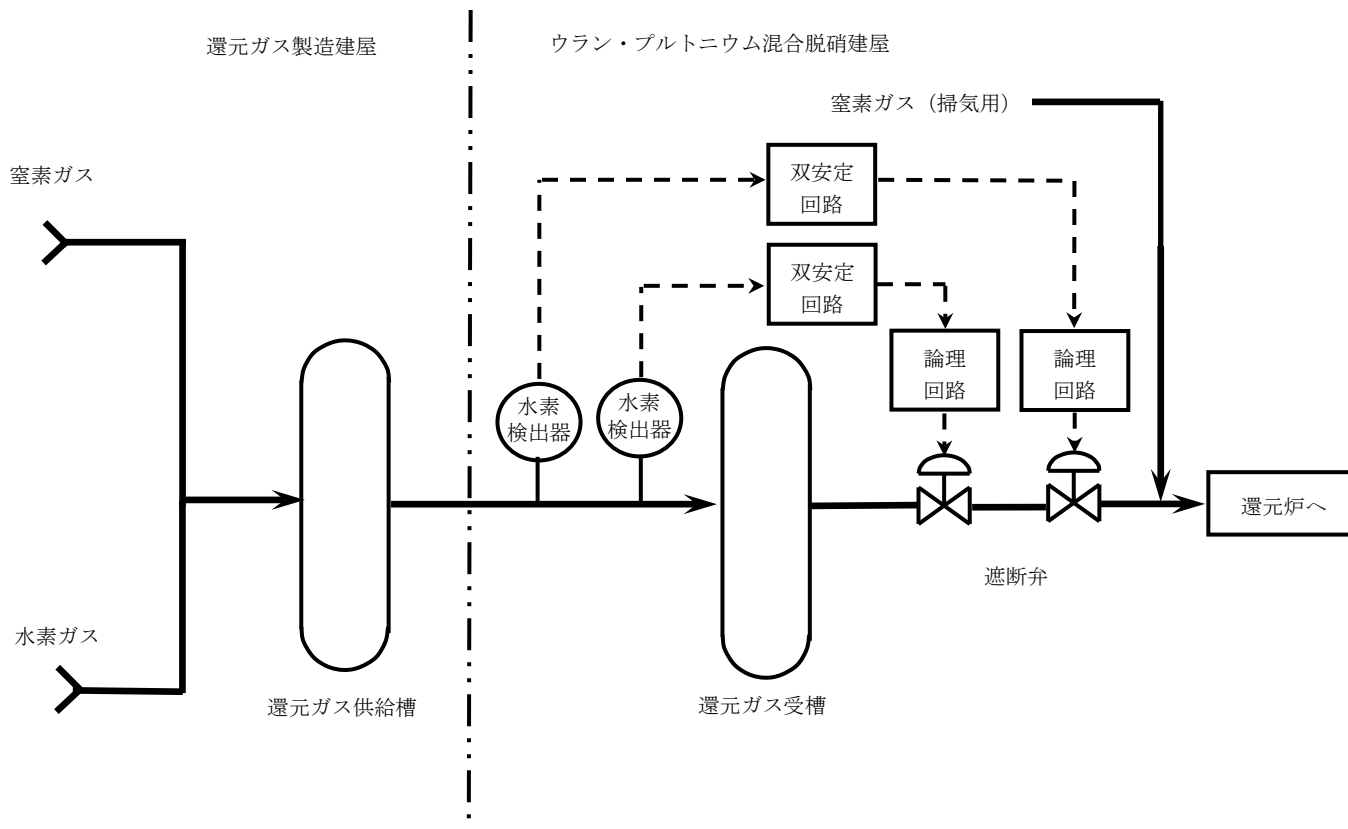 還元ガス製造建屋
ウラン・プルトニウム混合脱硝建屋
窒素ガス（掃気用）
窒素ガス
双安定
回路
双安定
回路
論理
回路
論理
回路
水素
検出器
水素
検出器
還元炉へ
遮断弁
水素ガス
還元ガス供給槽
還元ガス受槽